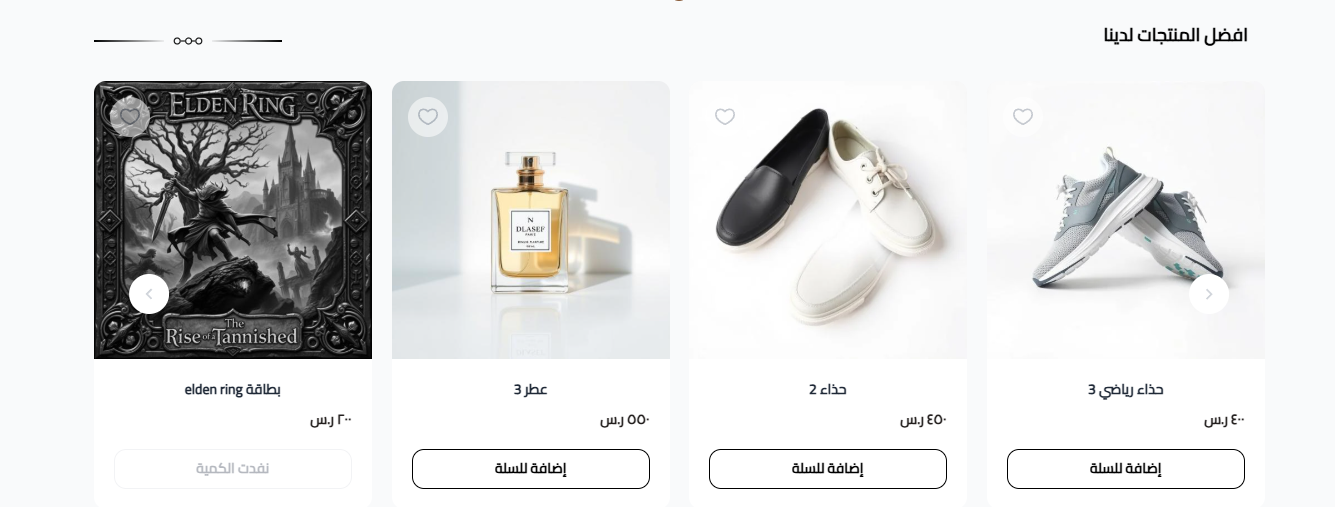 افضل المنتجات لدينا
حذاء رياضي 3
٤٠٠ ر.س
إضافة للسلة
حذاء 2
٤٥٠ ر.س
إضافة للسلة
N
DLASEF
PARIS
عطر 3
٥٥٠ ر.س
إضافة للسلة
ELDEN RING
The
Rise of a Tannished
بطاقة elden ring
٢٠٠ ر.س
نفدت الكمية